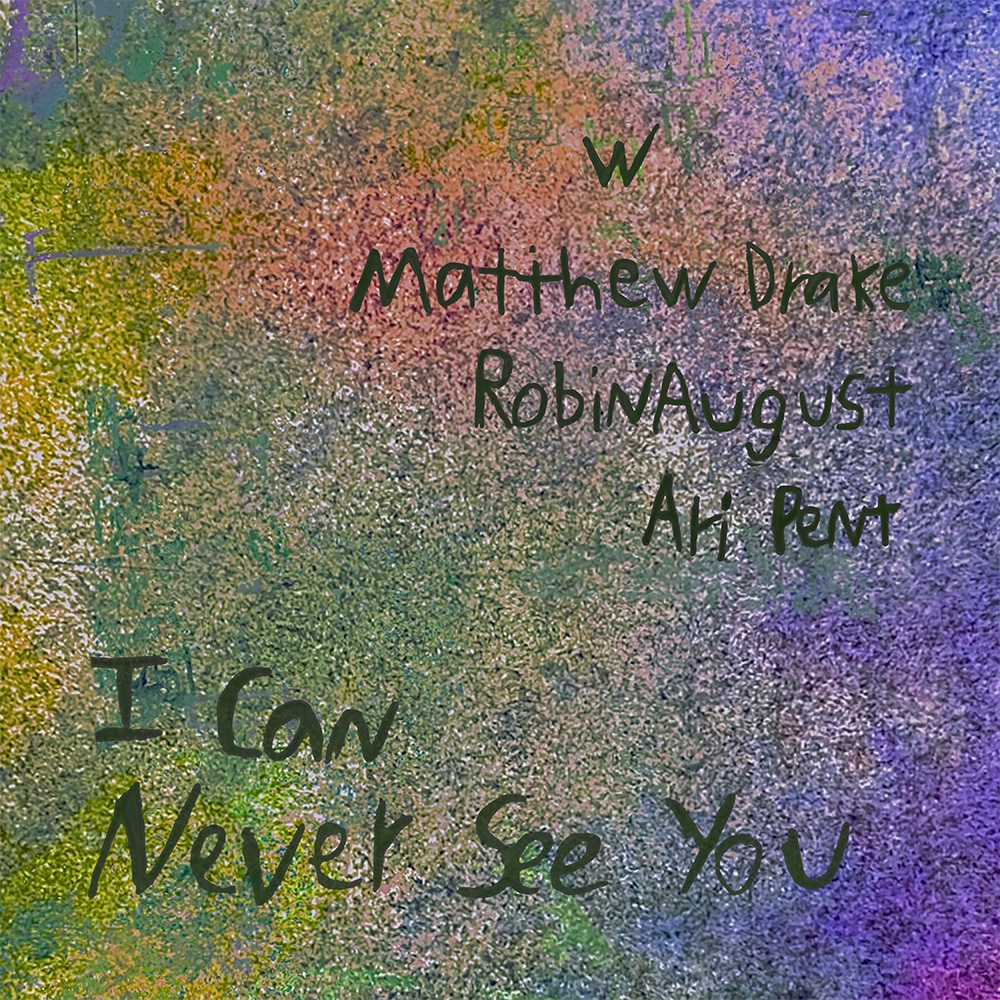 W
Matthew Drake
RobinAugust
Ari Pent
I Can
Never See You